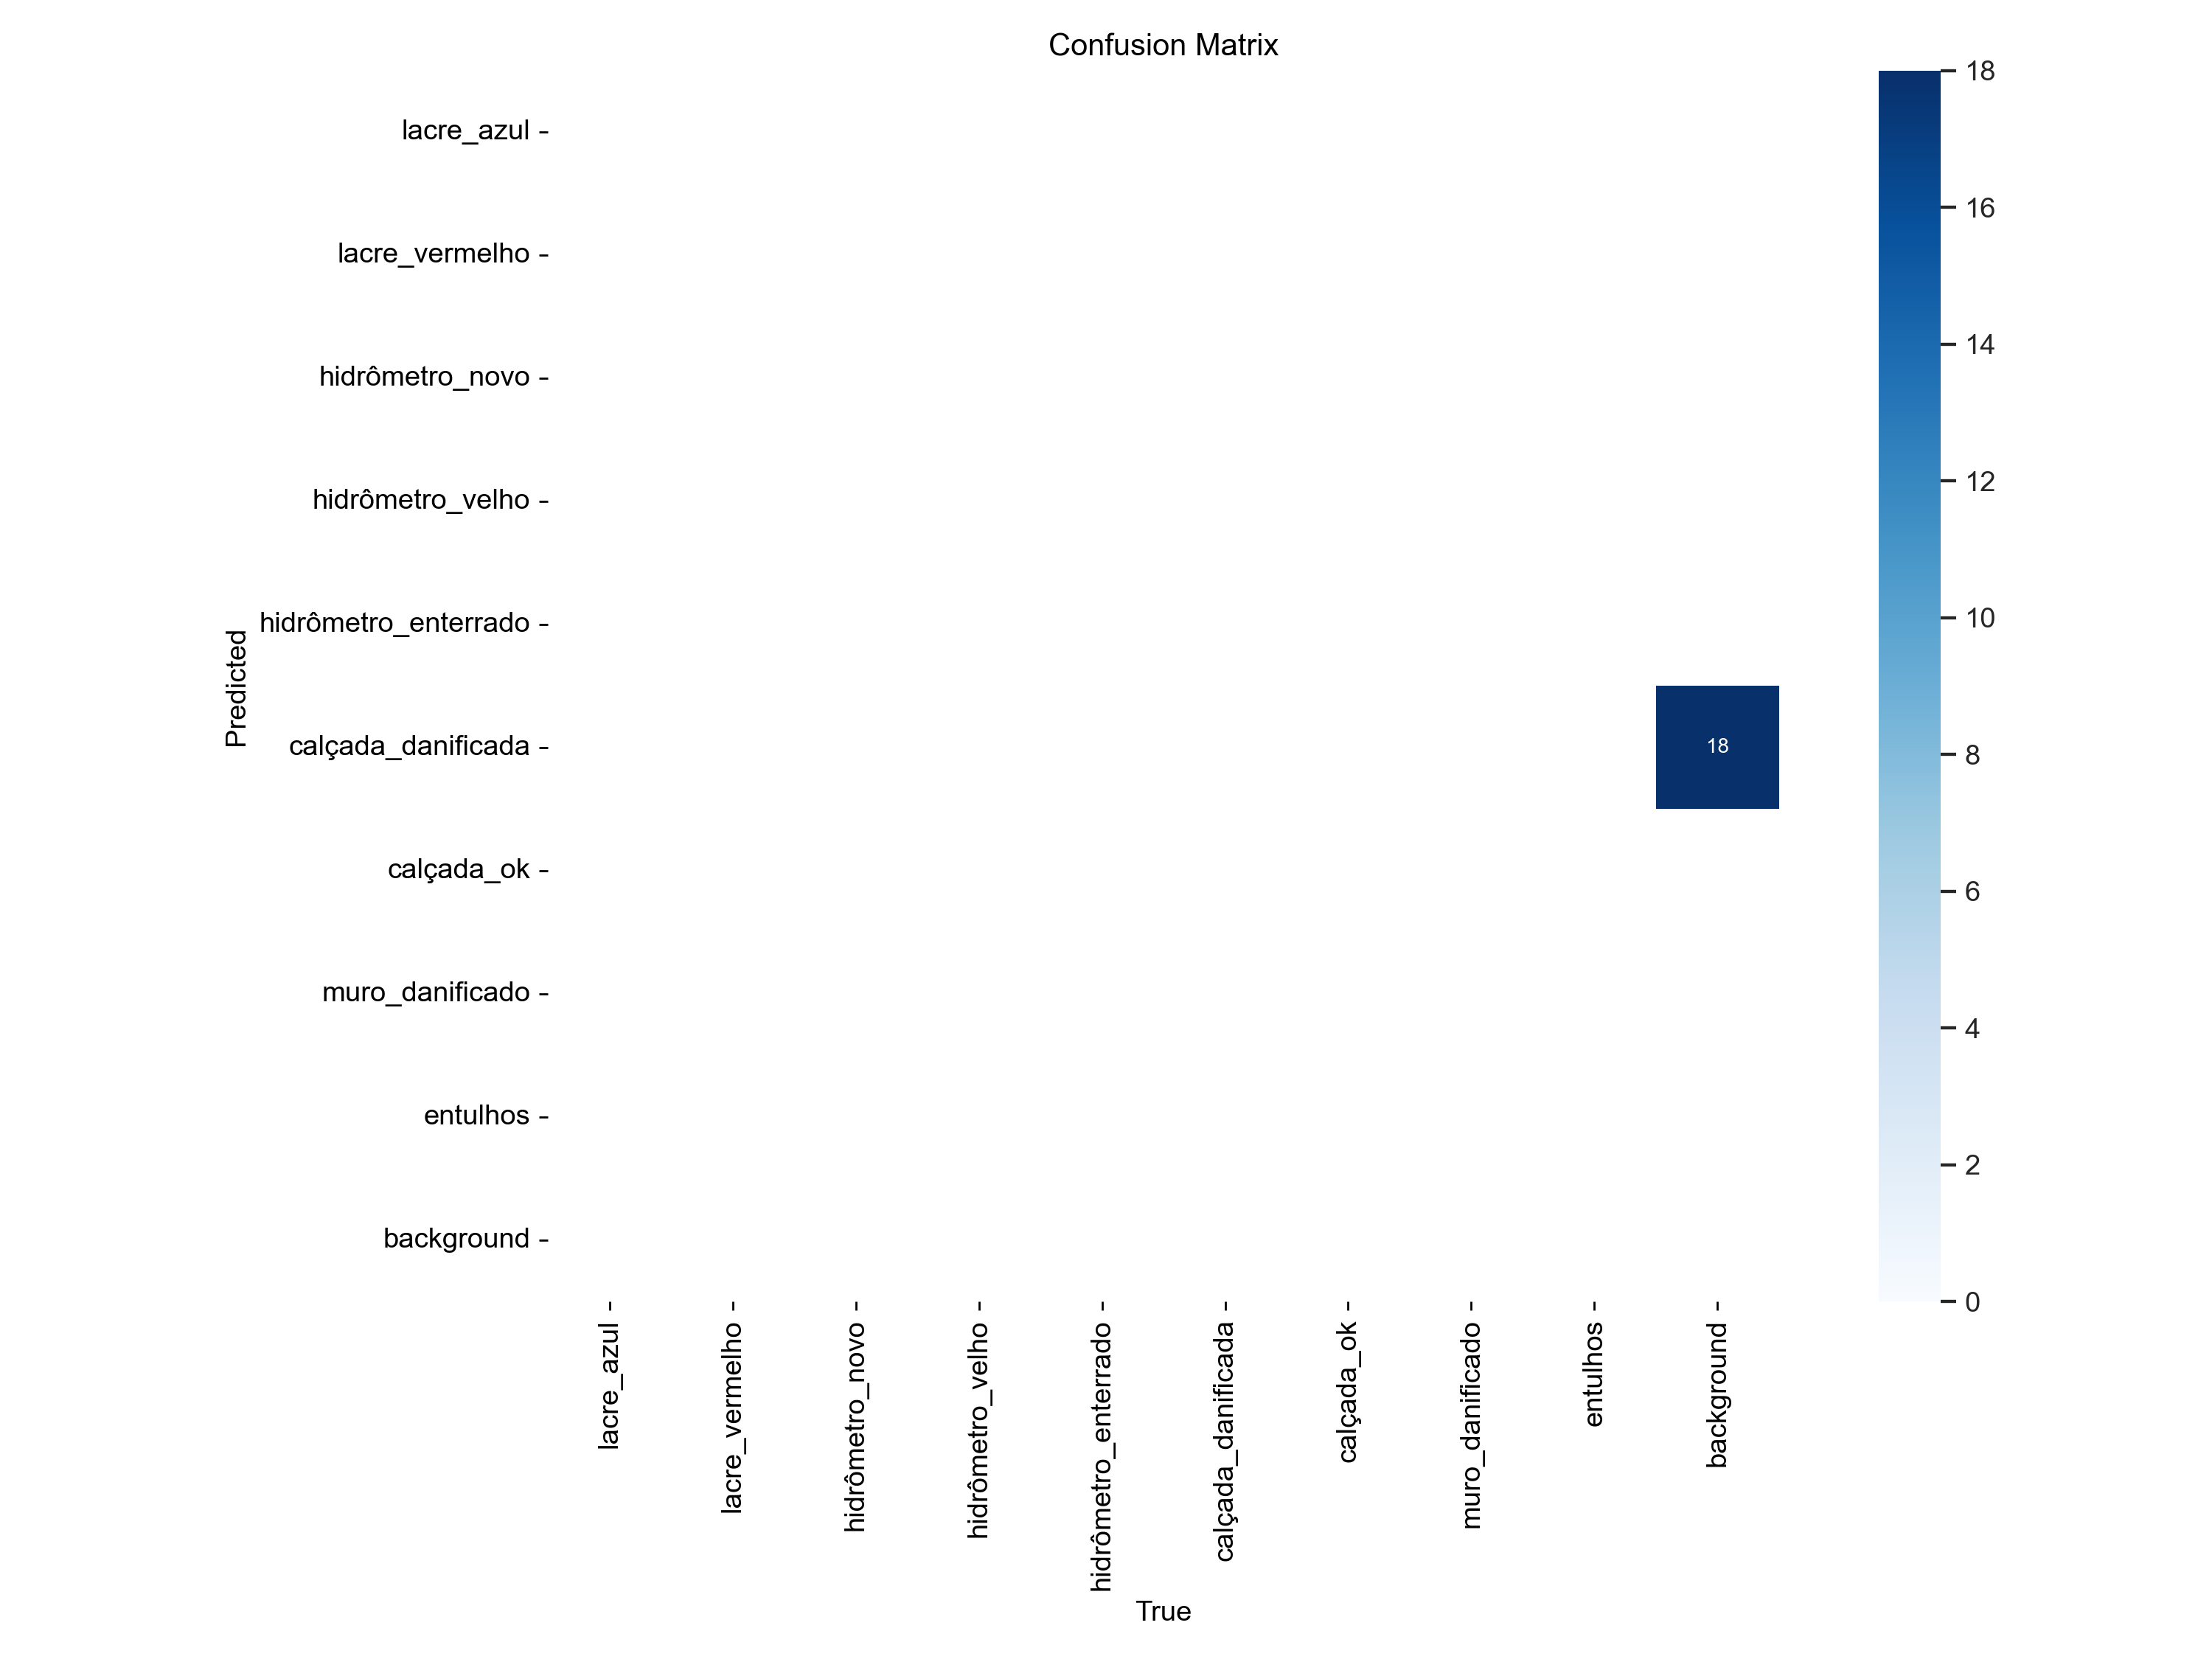 Confusion Matrix
lacre_azul
lacre_vermelho
hidrômetro_novo
hidrômetro_velho
hidrômetro_enterrado
calçada_danificada
calçada_ok
muro_danificado
entulhos
background
Predicted
18
lacre_azul
lacre_vermelho
hidrômetro_novo
hidrômetro_velho
hidrômetro_enterrado
calçada_danificada
calçada_ok
muro_danificado
entulhos
background
True
18
16
14
12
10
8
6
4
2
0